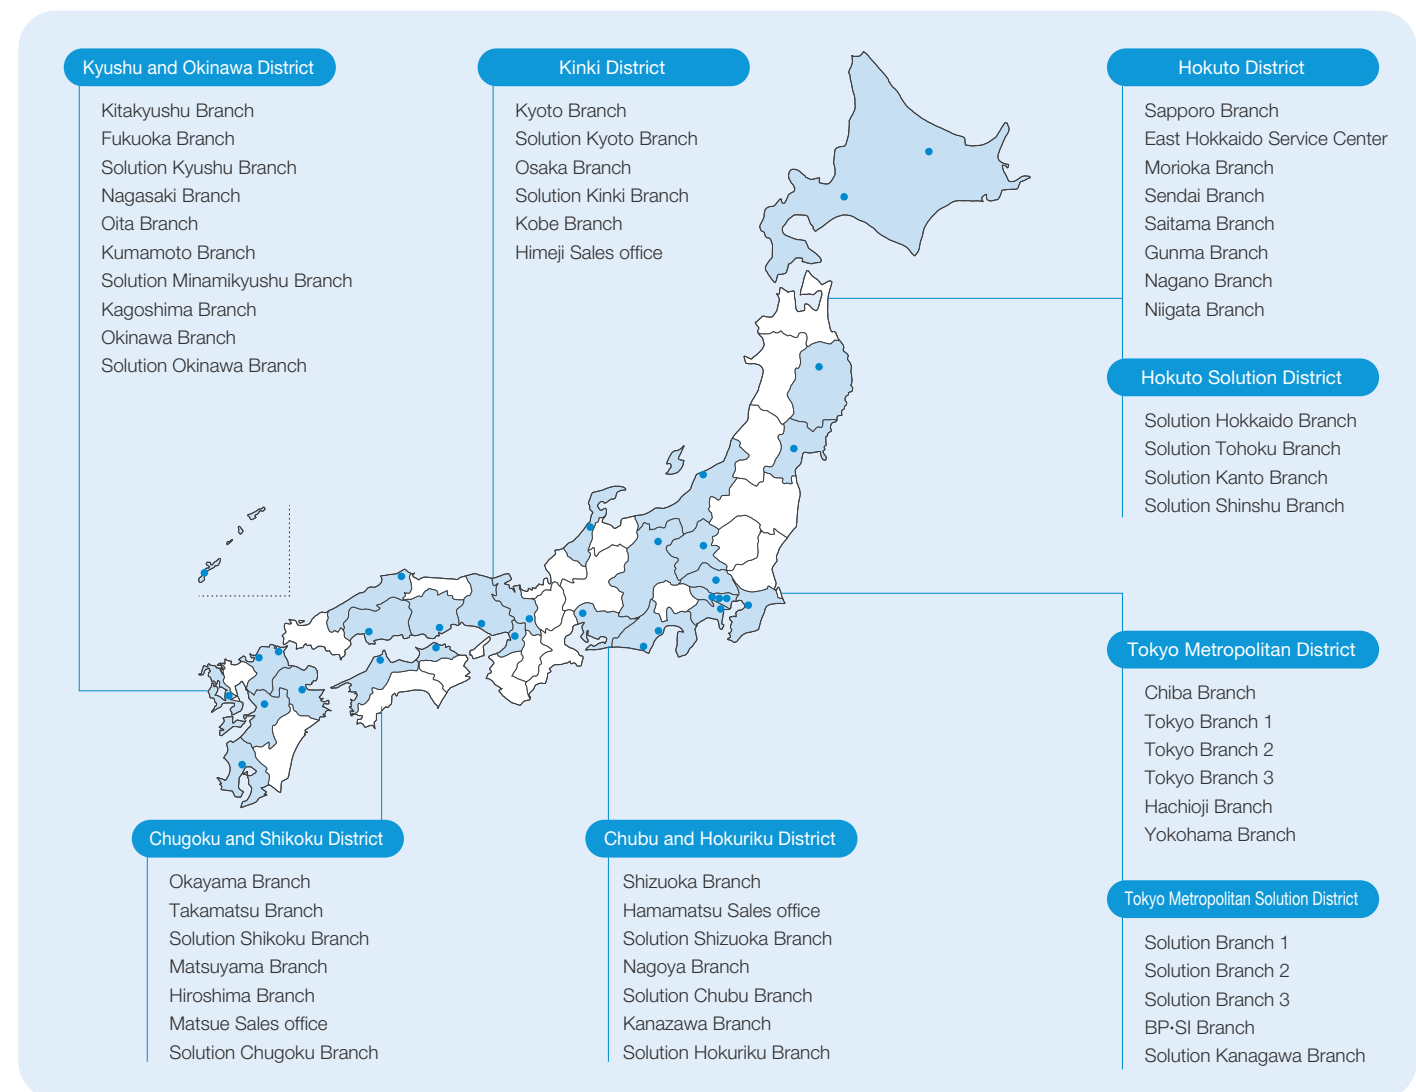 Kyushu and Okinawa District
Kitakyushu Branch
Fukuoka Branch
Solution Kyushu Branch
Nagasaki Branch
Oita Branch
Kumamoto Branch
Solution Minamikyushu Branch
Kagoshima Branch
Okinawa Branch
Solution Okinawa Branch
Kinki District
Kyoto Branch
Solution Kyoto Branch
Osaka Branch
Solution Kinki Branch
Kobe Branch
Himeji Sales office
Hokuto District
Sapporo Branch
East Hokkaido Service Center
Morioka Branch
Sendai Branch
Saitama Branch
Gunma Branch
Nagano Branch
Niigata Branch
Hokuto Solution District
Solution Hokkaido Branch
Solution Tohoku Branch
Solution Kanto Branch
Solution Shinshu Branch
Tokyo Metropolitan District
Chiba Branch
Tokyo Branch 1
Tokyo Branch 2
Tokyo Branch 3
Hachioji Branch
Yokohama Branch
Tokyo Metropolitan Solution District
Solution Branch 1
Solution Branch 2
Solution Branch 3
BP･SI Branch
Solution Kanagawa Branch
Chugoku and Shikoku District
Okayama Branch
Takamatsu Branch
Solution Shikoku Branch
Matsuyama Branch
Hiroshima Branch
Matsue Sales office
Solution Chugoku Branch
Chubu and Hokuriku District
Shizuoka Branch
Hamamatsu Sales office
Solution Shizuoka Branch
Nagoya Branch
Solution Chubu Branch
Kanazawa Branch
Solution Hokuriku Branch